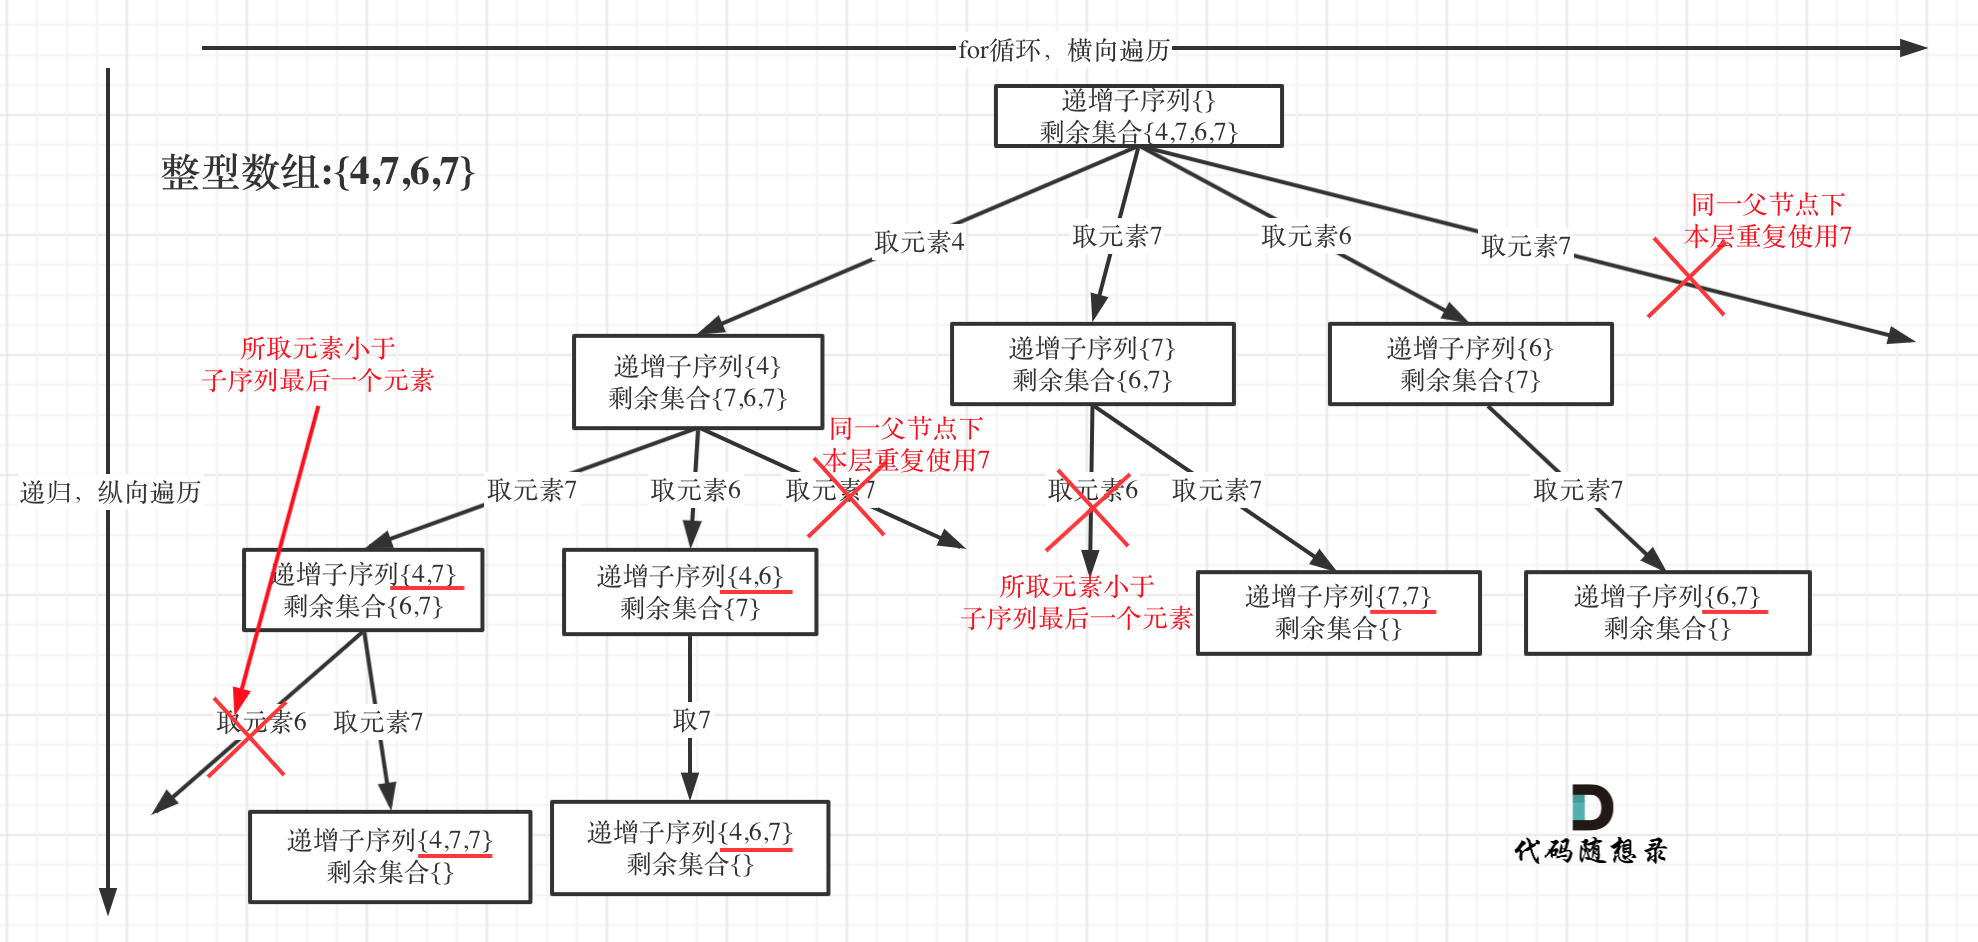 for循环，横向遍历
递增子序列{}
剩余集合{4,7,6,7}
整型数组:{4,7,6,7}
同一父节点下
本层重复使用7
取元素4
取元素7
取元素6
取元素7
所取元素小于
子序列最后一个元素
递增子序列{4}
剩余集合{7,6,7}
递增子序列{7}
剩余集合{6,7}
递增子序列{6}
剩余集合{7}
同一父节点下
本层重复使用7
递归，纵向遍历
取元素7
取元素6
取元素7
取元素6
取元素7
取元素7
递增子序列{4,7}
剩余集合{6,7}
递增子序列{4,6}
剩余集合{7}
所取元素小于
子序列最后一个元素
递增子序列{7,7}
剩余集合{}
递增子序列{6,7}
剩余集合{}
取元素6
取元素7
取7
递增子序列{4,7,7}
剩余集合{}
递增子序列{4,6,7}
剩余集合{}
代码随想录